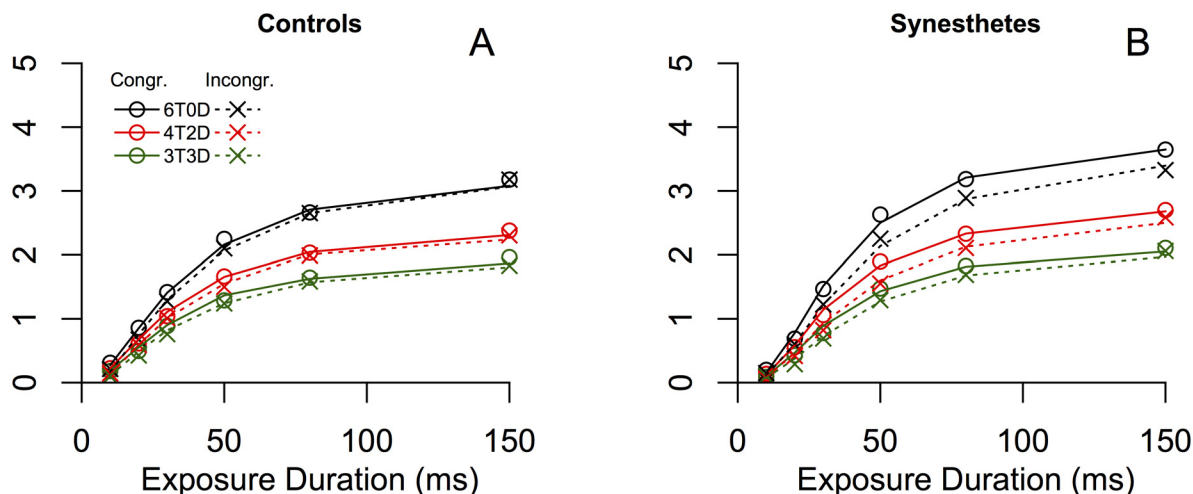 Controls
A
Congr. Incongr.
6T0D
4T2D
3T3D
5
4
3
2
1
0
0 50 100 150
Exposure Duration (ms)
Synesthetes
B
5
4
3
2
1
0
0 50 100 150
Exposure Duration (ms)